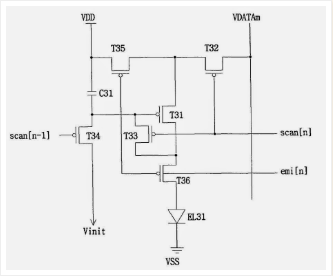 VDD
VDATAm
T35
T32
C31
T31
scan[n-1]
T34
T33
scan[n]
emi[n]
T36
EL31
Vinit
VSS